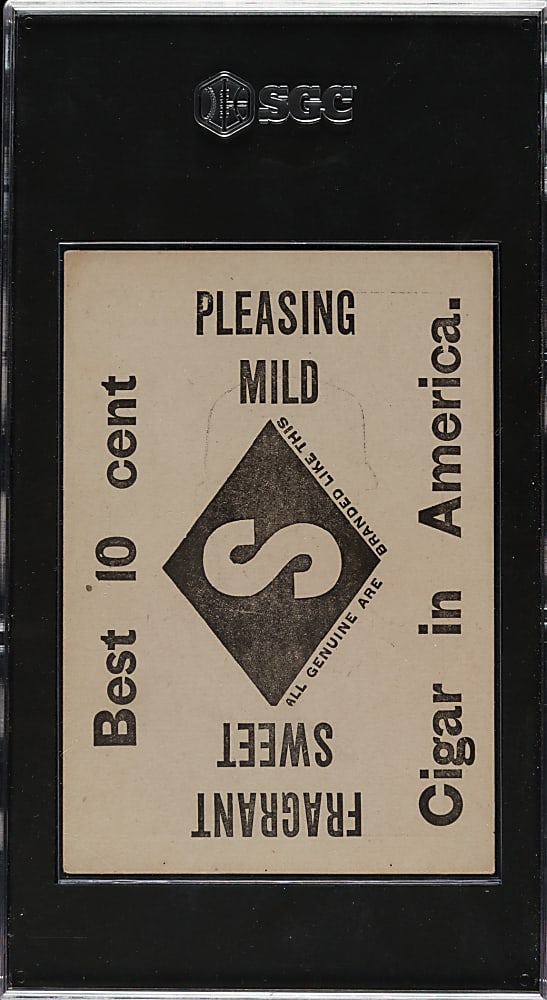 SGC
PLEASING
MILD
Best 10 cent
S
ALL GENUINE ARE BRANDED LIKE THIS
Cigar in America.
SWEET
FRAGRANT